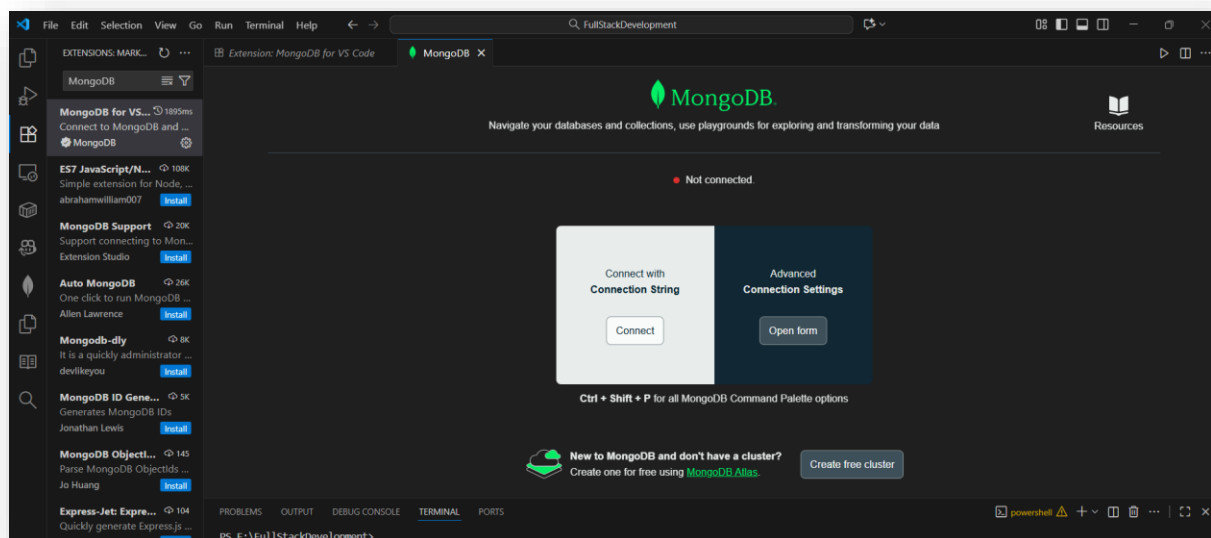 File Edit Selection View Go Run Terminal Help
FullStackDevelopment
EXTENSIONS: MARK...
MongoDB
MongoDB for VS... 1895ms
Connect to MongoDB and ...
MongoDB
ES7 JavaScript/N... 108K
Simple extension for Node, ...
abrahamwilliam007 Install
MongoDB Support 20K
Support connecting to Mon...
Extension Studio Install
Auto MongoDB 26K
One click to run MongoDB ...
Allen Lawrence Install
Mongodb-dly 8K
It is a quickly administrator ...
devlikeyou Install
MongoDB ID Gene... 5K
Generates MongoDB IDs
Jonathan Lewis Install
MongoDB ObjectI... 145
Parse MongoDB ObjectIds ...
Jo Huang Install
Express-Jet: Expre... 104
Quickly generate Express.js ...
Extension: MongoDB for VS Code
MongoDB
MongoDB.
Navigate your databases and collections, use playgrounds for exploring and transforming your data
Resources
Not connected.
Connect with
Connection String
Connect
Advanced
Connection Settings
Open form
Ctrl + Shift + P for all MongoDB Command Palette options
New to MongoDB and don't have a cluster?
Create one for free using MongoDB Atlas.
Create free cluster
PROBLEMS OUTPUT DEBUG CONSOLE TERMINAL PORTS
powershell
PS F:\FullStackDevelopment>